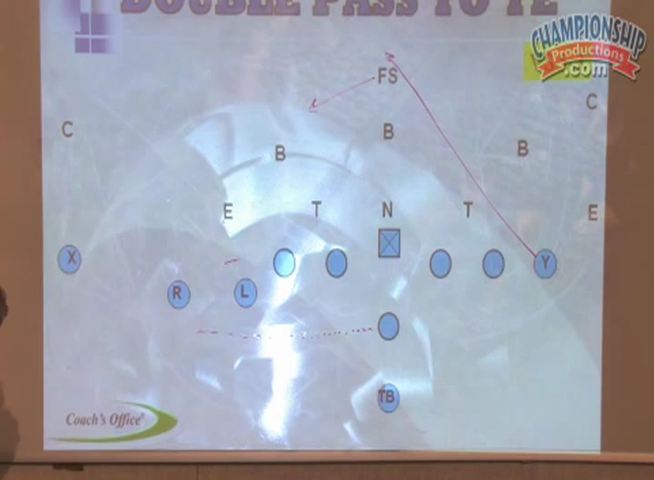 DOUBLE PASS TO TE
CHAMPIONSHIP
Productions
.com
FS
C
C
B
B
B
E
T
N
T
E
X
Y
R
L
TB
Coach's Office®